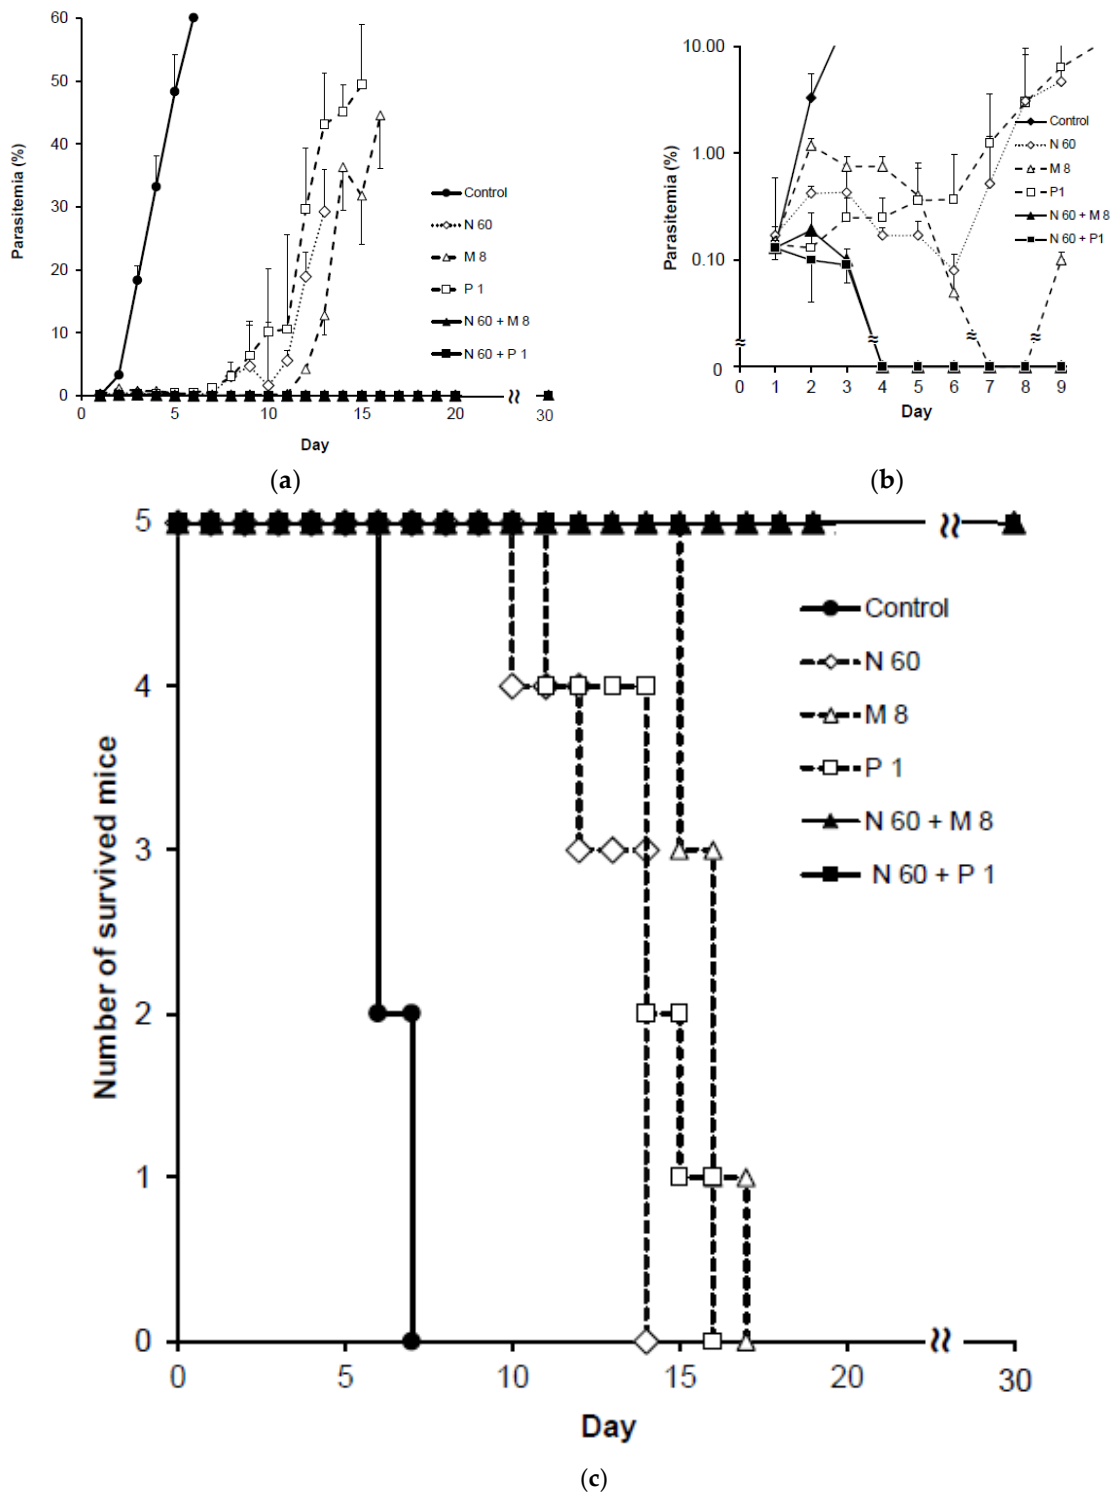 60
50
40
30
20
10
0
Parasitemia (%)
0
5
10
15
20
30
Day
Control
N 60
M 8
P 1
N 60 + M 8
N 60 + P 1
(a)
10.00
1.00
0.10
0
Parasitemia (%)
0 1 2 3 4 5 6 7 8 9
Day
Control
N 60
M 8
P1
N 60 + M 8
N 60 + P1
(b)
5
4
3
2
1
0
Number of survived mice
0 5 10 15 20 30
Day
Control
N 60
M 8
P 1
N 60 + M 8
N 60 + P 1
(c)